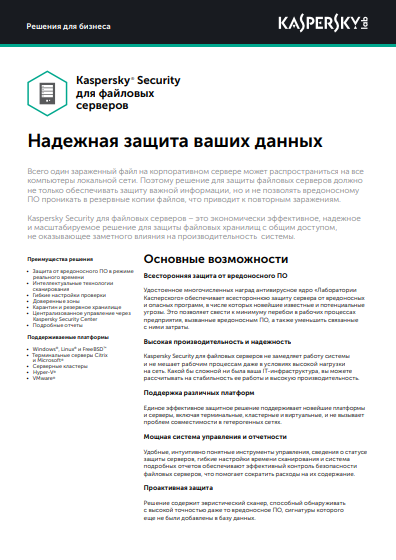 Решения для бизнеса
KASPERSKY lab
Kaspersky® Security
для файловых
серверов
Надежная защита ваших данных
Всего один зараженный файл на корпоративном сервере может распространиться на все
компьютеры локальной сети. Поэтому решение для защиты файловых серверов должно
не только обеспечивать защиту важной информации, но и не позволять вредоносному
ПО проникать в резервные копии файлов, что приводит к повторным заражениям.
Kaspersky Security для файловых серверов – это экономически эффективное, надежное
и масштабируемое решение для защиты файловых хранилищ с общим доступом,
не оказывающее заметного влияния на производительность системы.
Преимущества решения
• Защита от вредоносного ПО в режиме
реального времени
• Интеллектуальные технологии
сканирования
• Гибкие настройки проверки
• Доверенные зоны
• Карантин и резервное хранилище
• Централизованное управление через
Kaspersky Security Center
• Подробные отчеты
Поддерживаемые платформы
• Windows®, Linux® и FreeBSD™
• Терминальные серверы Citrix
и Microsoft®
• Серверные кластеры
• Hyper-V®
• VMware®
Основные возможности
Всесторонняя защита от вредоносного ПО
Удостоенное многочисленных наград антивирусное ядро «Лаборатории
Касперского» обеспечивает всестороннюю защиту сервера от вредоносных
и опасных программ, в числе которых новейшие известные и потенциальные
угрозы. Это позволяет свести к минимуму перебои в рабочих процессах
предприятия, вызванные вредоносным ПО, а также уменьшить связанные
с ними затраты.
Высокая производительность и надежность
Kaspersky Security для файловых серверов не замедляет работу системы
и не мешает рабочим процессам даже в условиях высокой нагрузки
на сеть. Какой бы сложной ни была ваша IT-инфраструктура, вы можете
рассчитывать на стабильность ее работы и высокую производительность.
Поддержка различных платформ
Единое эффективное защитное решение поддерживает новейшие платформы
и серверы, включая терминальные, кластерные и виртуальные, и не вызывает
проблем совместимости в гетерогенных сетях.
Мощная система управления и отчетности
Удобные, интуитивно понятные инструменты управления, сведения о статусе
защиты серверов, гибкие настройки времени сканирования и система
подробных отчетов обеспечивают эффективный контроль безопасности
файловых серверов, что помогает сократить расходы на их содержание.
Проактивная защита
Решение содержит эвристический сканер, способный обнаруживать
с высокой точностью даже то вредоносное ПО, сигнатуры которого
еще не были добавлены в базу данных.